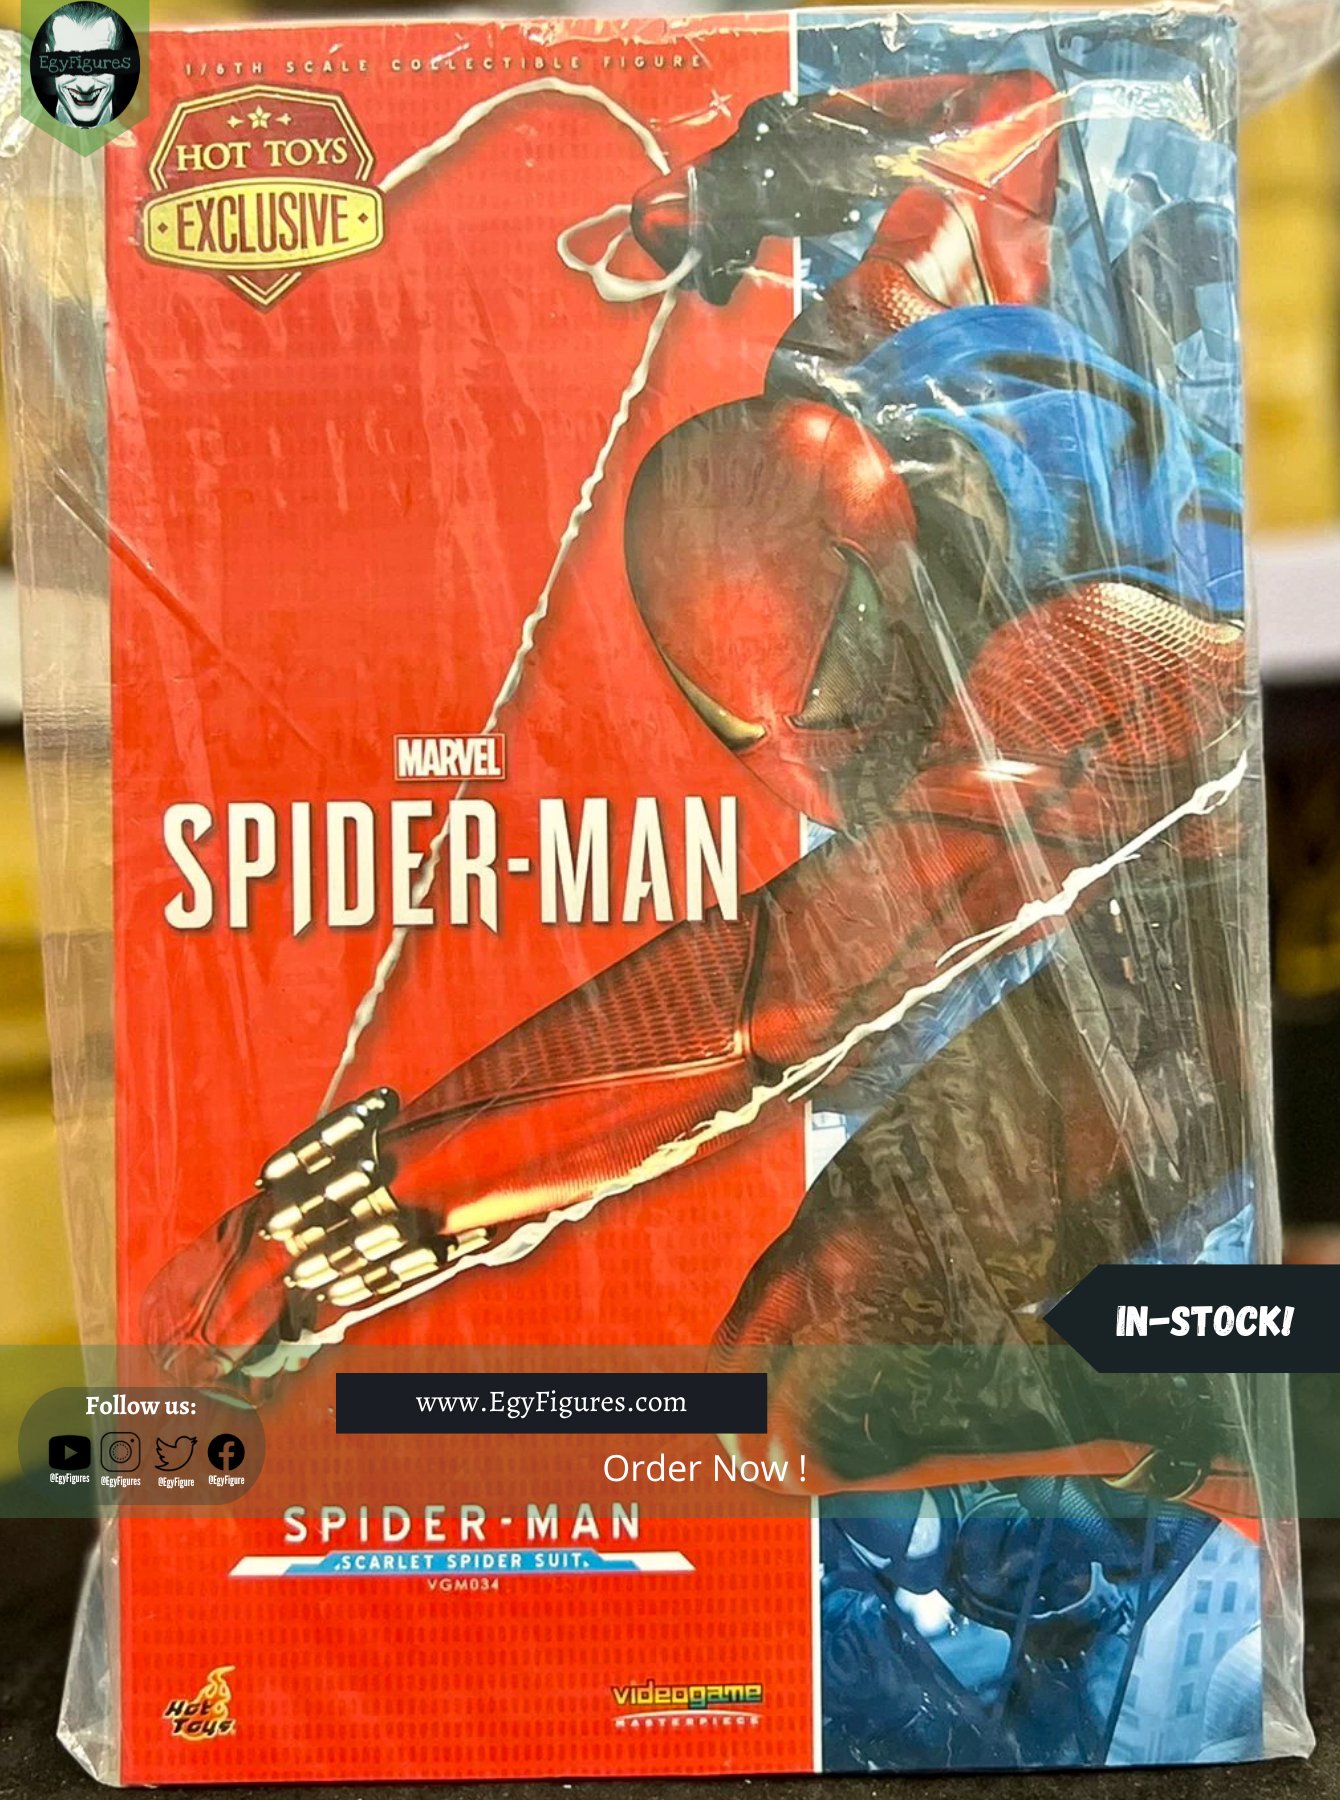 EgyFigures
1/6TH SCALE COLLECTIBLE FIGURE
HOT TOYS
EXCLUSIVE
MARVEL
SPIDER-MAN
IN-STOCK!
Follow us:
www.EgyFigures.com
@EgyFigures @EgyFigures @EgyFigure @EgyFigure
Order Now !
SPIDER-MAN
SCARLET SPIDER SUIT
VGM034
Hot Toys
videogame
MASTERPIECE